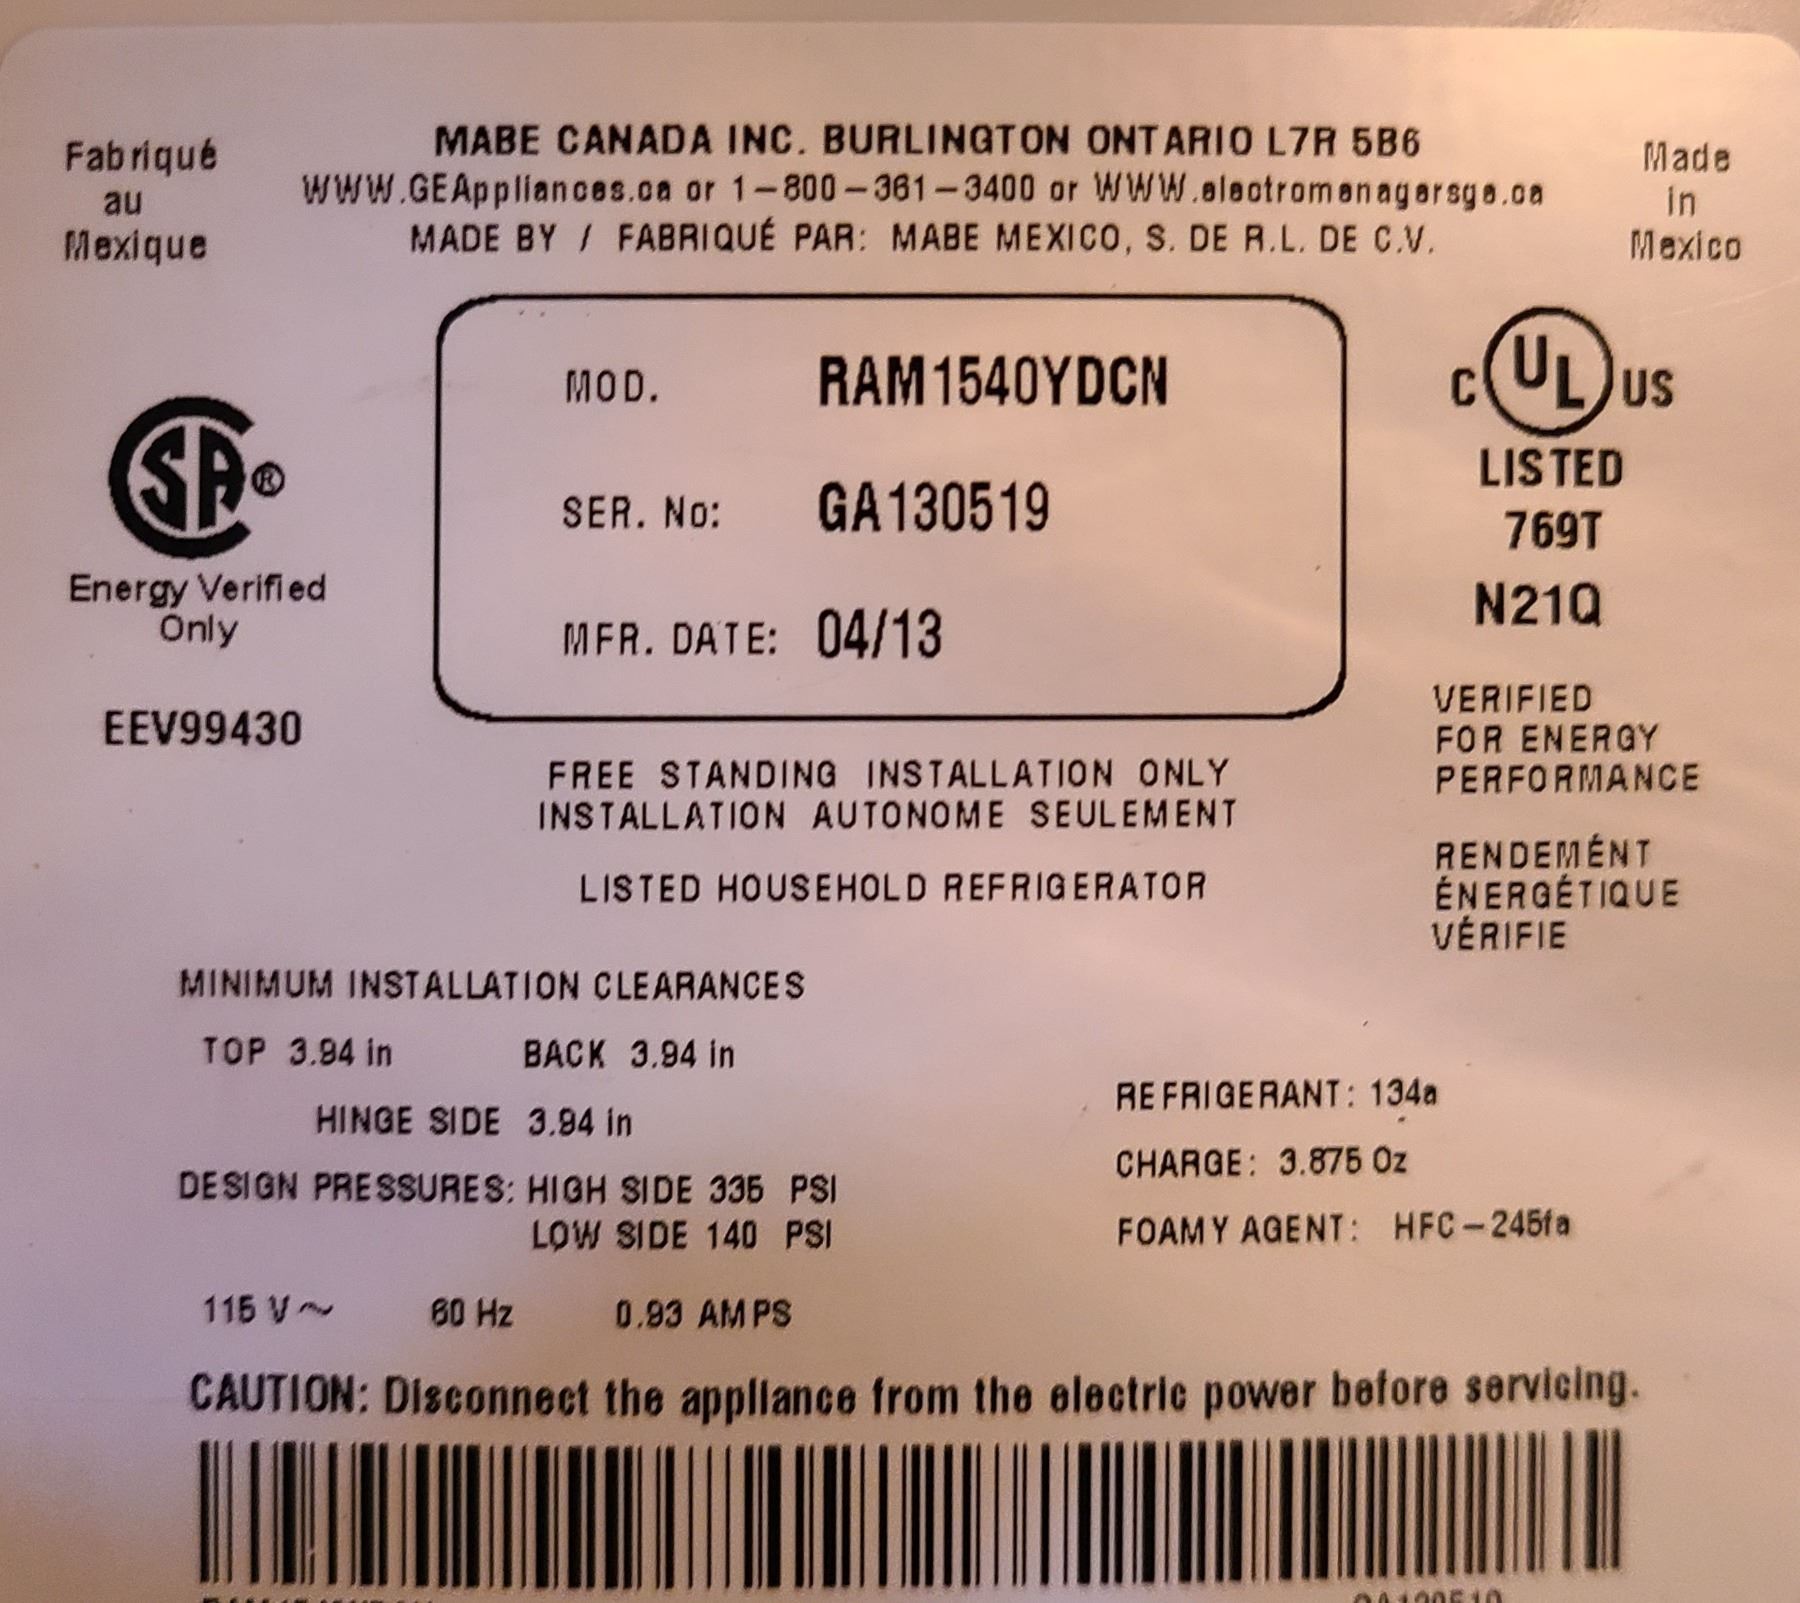 Fabriqué
au
Mexique
MABE CANADA INC. BURLINGTON ONTARIO L7R 5B6
WWW.GEAppliances.ca or 1-800-361-3400 or WWW.electromenagersge.ca
MADE BY / FABRIQUÉ PAR: MABE MEXICO, S. DE R.L. DE C.V.
Made
in
Mexico
MOD. RAM1540YDCN
SER. No: GA130519
MFR. DATE: 04/13
SA®
Energy Verified
Only
EEV99430
C UL US
LISTED
769T
N21Q
VERIFIED
FOR ENERGY
PERFORMANCE
RENDEMÉNT
ÉNERGÉTIQUE
VÉRIFIE
FREE STANDING INSTALLATION ONLY
INSTALLATION AUTONOME SEULEMENT
LISTED HOUSEHOLD REFRIGERATOR
MINIMUM INSTALLATION CLEARANCES
TOP 3.94 in BACK 3.94 in
HINGE SIDE 3.94 in
DESIGN PRESSURES: HIGH SIDE 335 PSI
LOW SIDE 140 PSI
REFRIGERANT: 134a
CHARGE: 3.875 Oz
FOAMY AGENT: HFC-245fa
115 V~ 60 Hz 0.93 AMPS
CAUTION: Disconnect the appliance from the electric power before servicing.